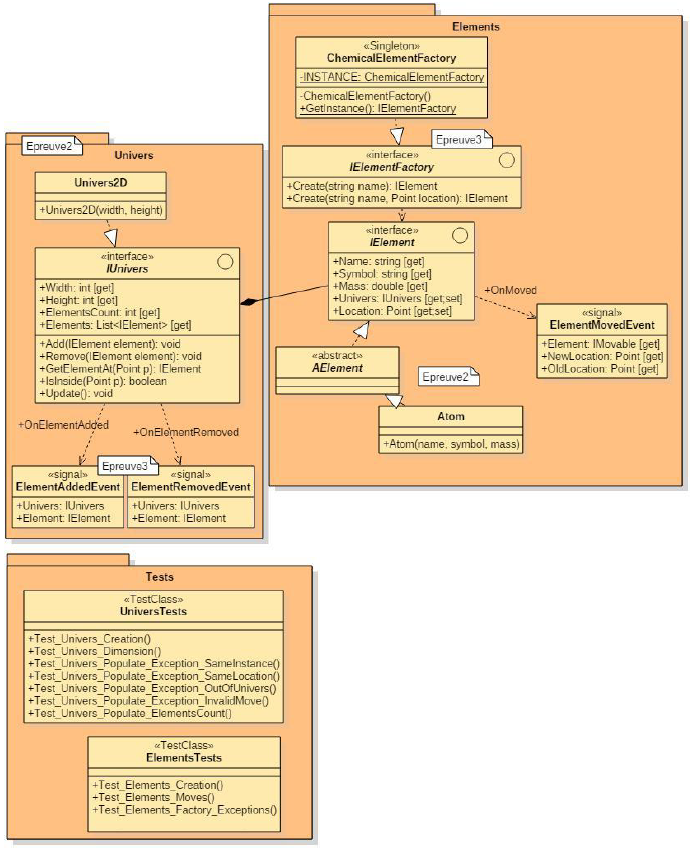 Elements
«Singleton»
ChemicalElementFactory
-INSTANCE: ChemicalElementFactory
-ChemicalElementFactory()
+GetInstance(): IElementFactory
Epreuve3
«interface»
IElementFactory
+Create(string name): IElement
+Create(string name, Point location): IElement
«interface»
IElement
+Name: string [get]
+Symbol: string [get]
+Mass: double [get]
+Univers: IUnivers [get;set]
+Location: Point [get;set]
+OnMoved
«signal»
ElementMovedEvent
+Element: IMovable [get]
+NewLocation: Point [get]
+OldLocation: Point [get]
«abstract»
AElement
Epreuve2
Atom
+Atom(name, symbol, mass)
Epreuve2
Univers
Univers2D
+Univers2D(width, height)
«interface»
IUnivers
+Width: int [get]
+Height: int [get]
+ElementsCount: int [get]
+Elements: List<IElement> [get]
+Add(IElement element): void
+Remove(IElement element): void
+GetElementAt(Point p): IElement
+IsInside(Point p): boolean
+Update(): void
+OnElementAdded
+OnElementRemoved
Epreuve3
«signal»
ElementAddedEvent
+Univers: IUnivers
+Element: IElement
«signal»
ElementRemovedEvent
+Univers: IUnivers
+Element: IElement
Tests
«TestClass»
UniversTests
+Test_Univers_Creation()
+Test_Univers_Dimension()
+Test_Univers_Populate_Exception_SameInstance()
+Test_Univers_Populate_Exception_SameLocation()
+Test_Univers_Populate_Exception_OutOfUnivers()
+Test_Univers_Populate_Exception_InvalidMove()
+Test_Univers_Populate_ElementsCount()
«TestClass»
ElementsTests
+Test_Elements_Creation()
+Test_Elements_Moves()
+Test_Elements_Factory_Exceptions()